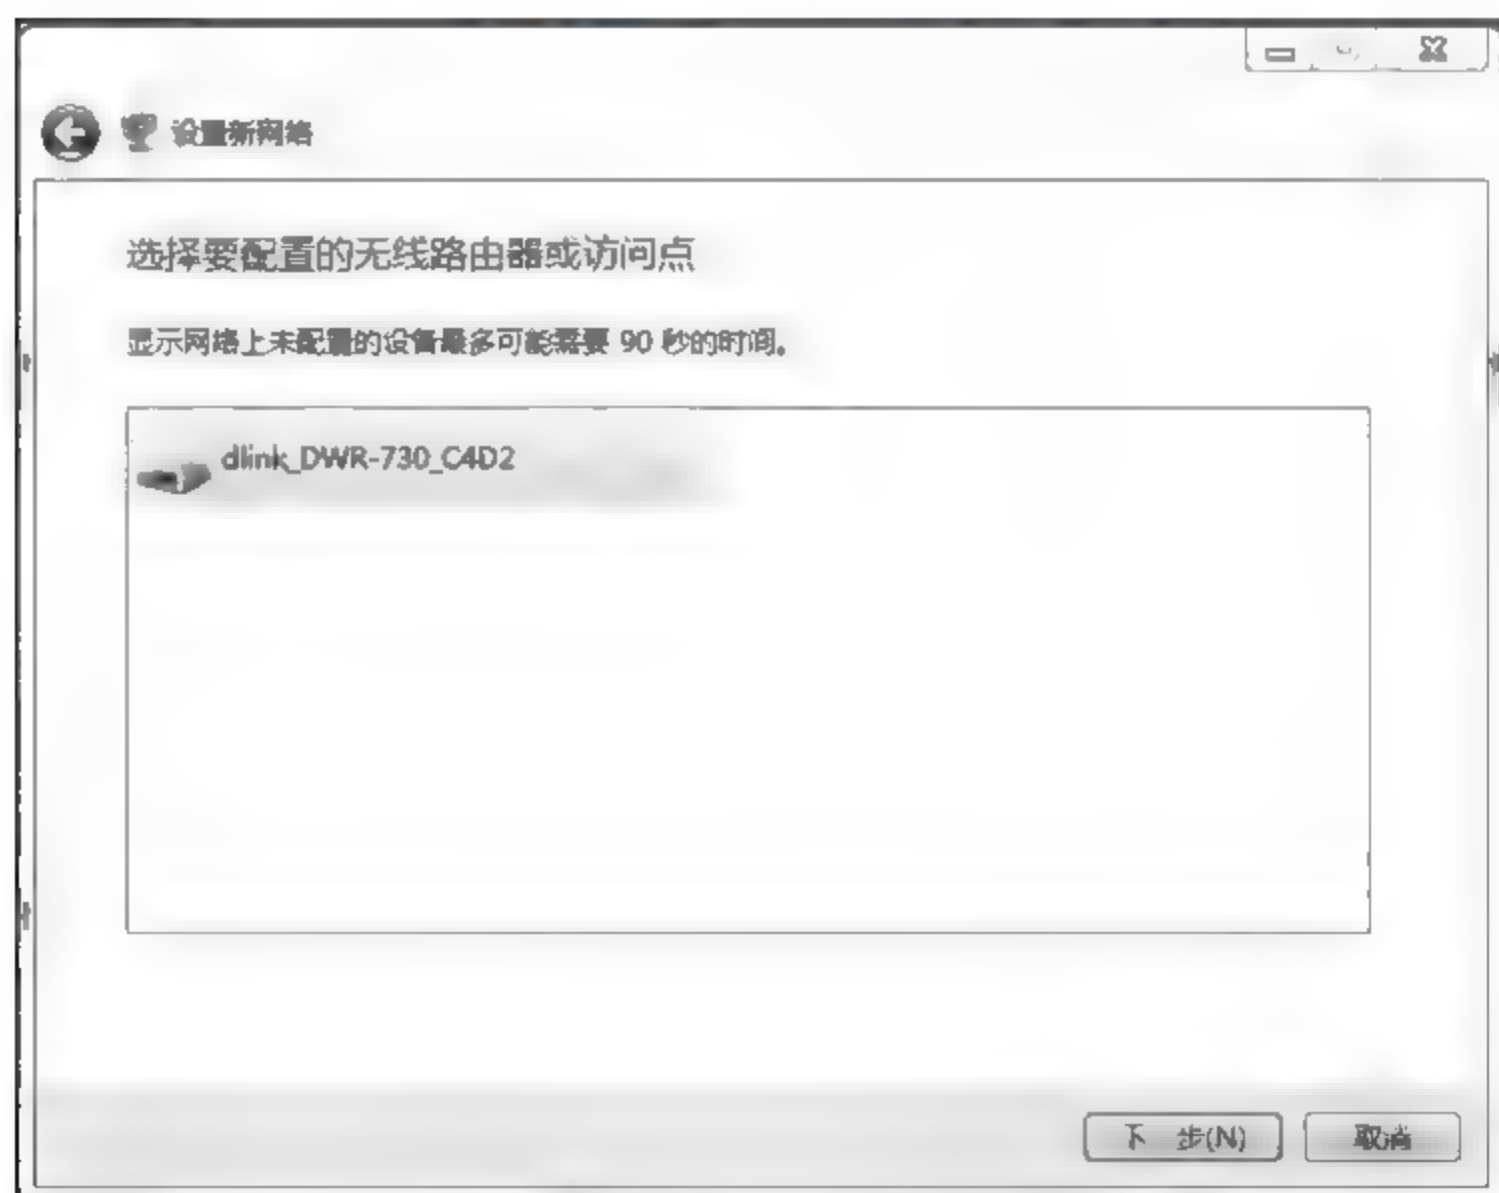 设置新网络
选择要配置的无线路由器或访问点
显示网络上未配置的设备最多可能需要 90 秒的时间。
dlink_DWR-730_C4D2
下一步(N)
取消